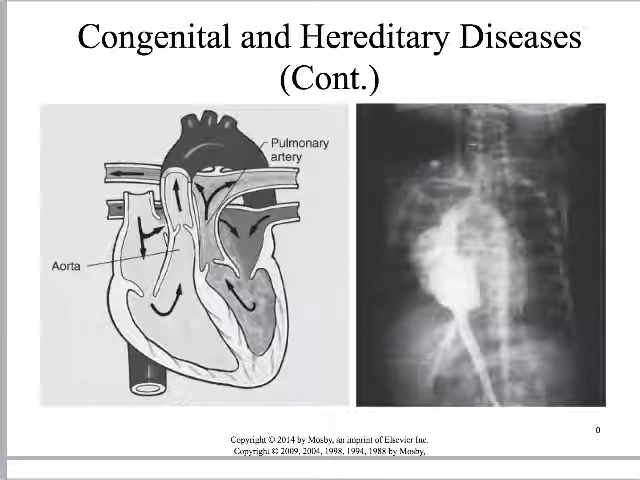 Congenital and Hereditary Diseases
(Cont.)
Pulmonary
artery
Aorta
0
Copyright © 2014 by Mosby, an imprint of Elsevier Inc.
Copyright © 2009, 2004, 1998, 1994, 1988 by Mosby,